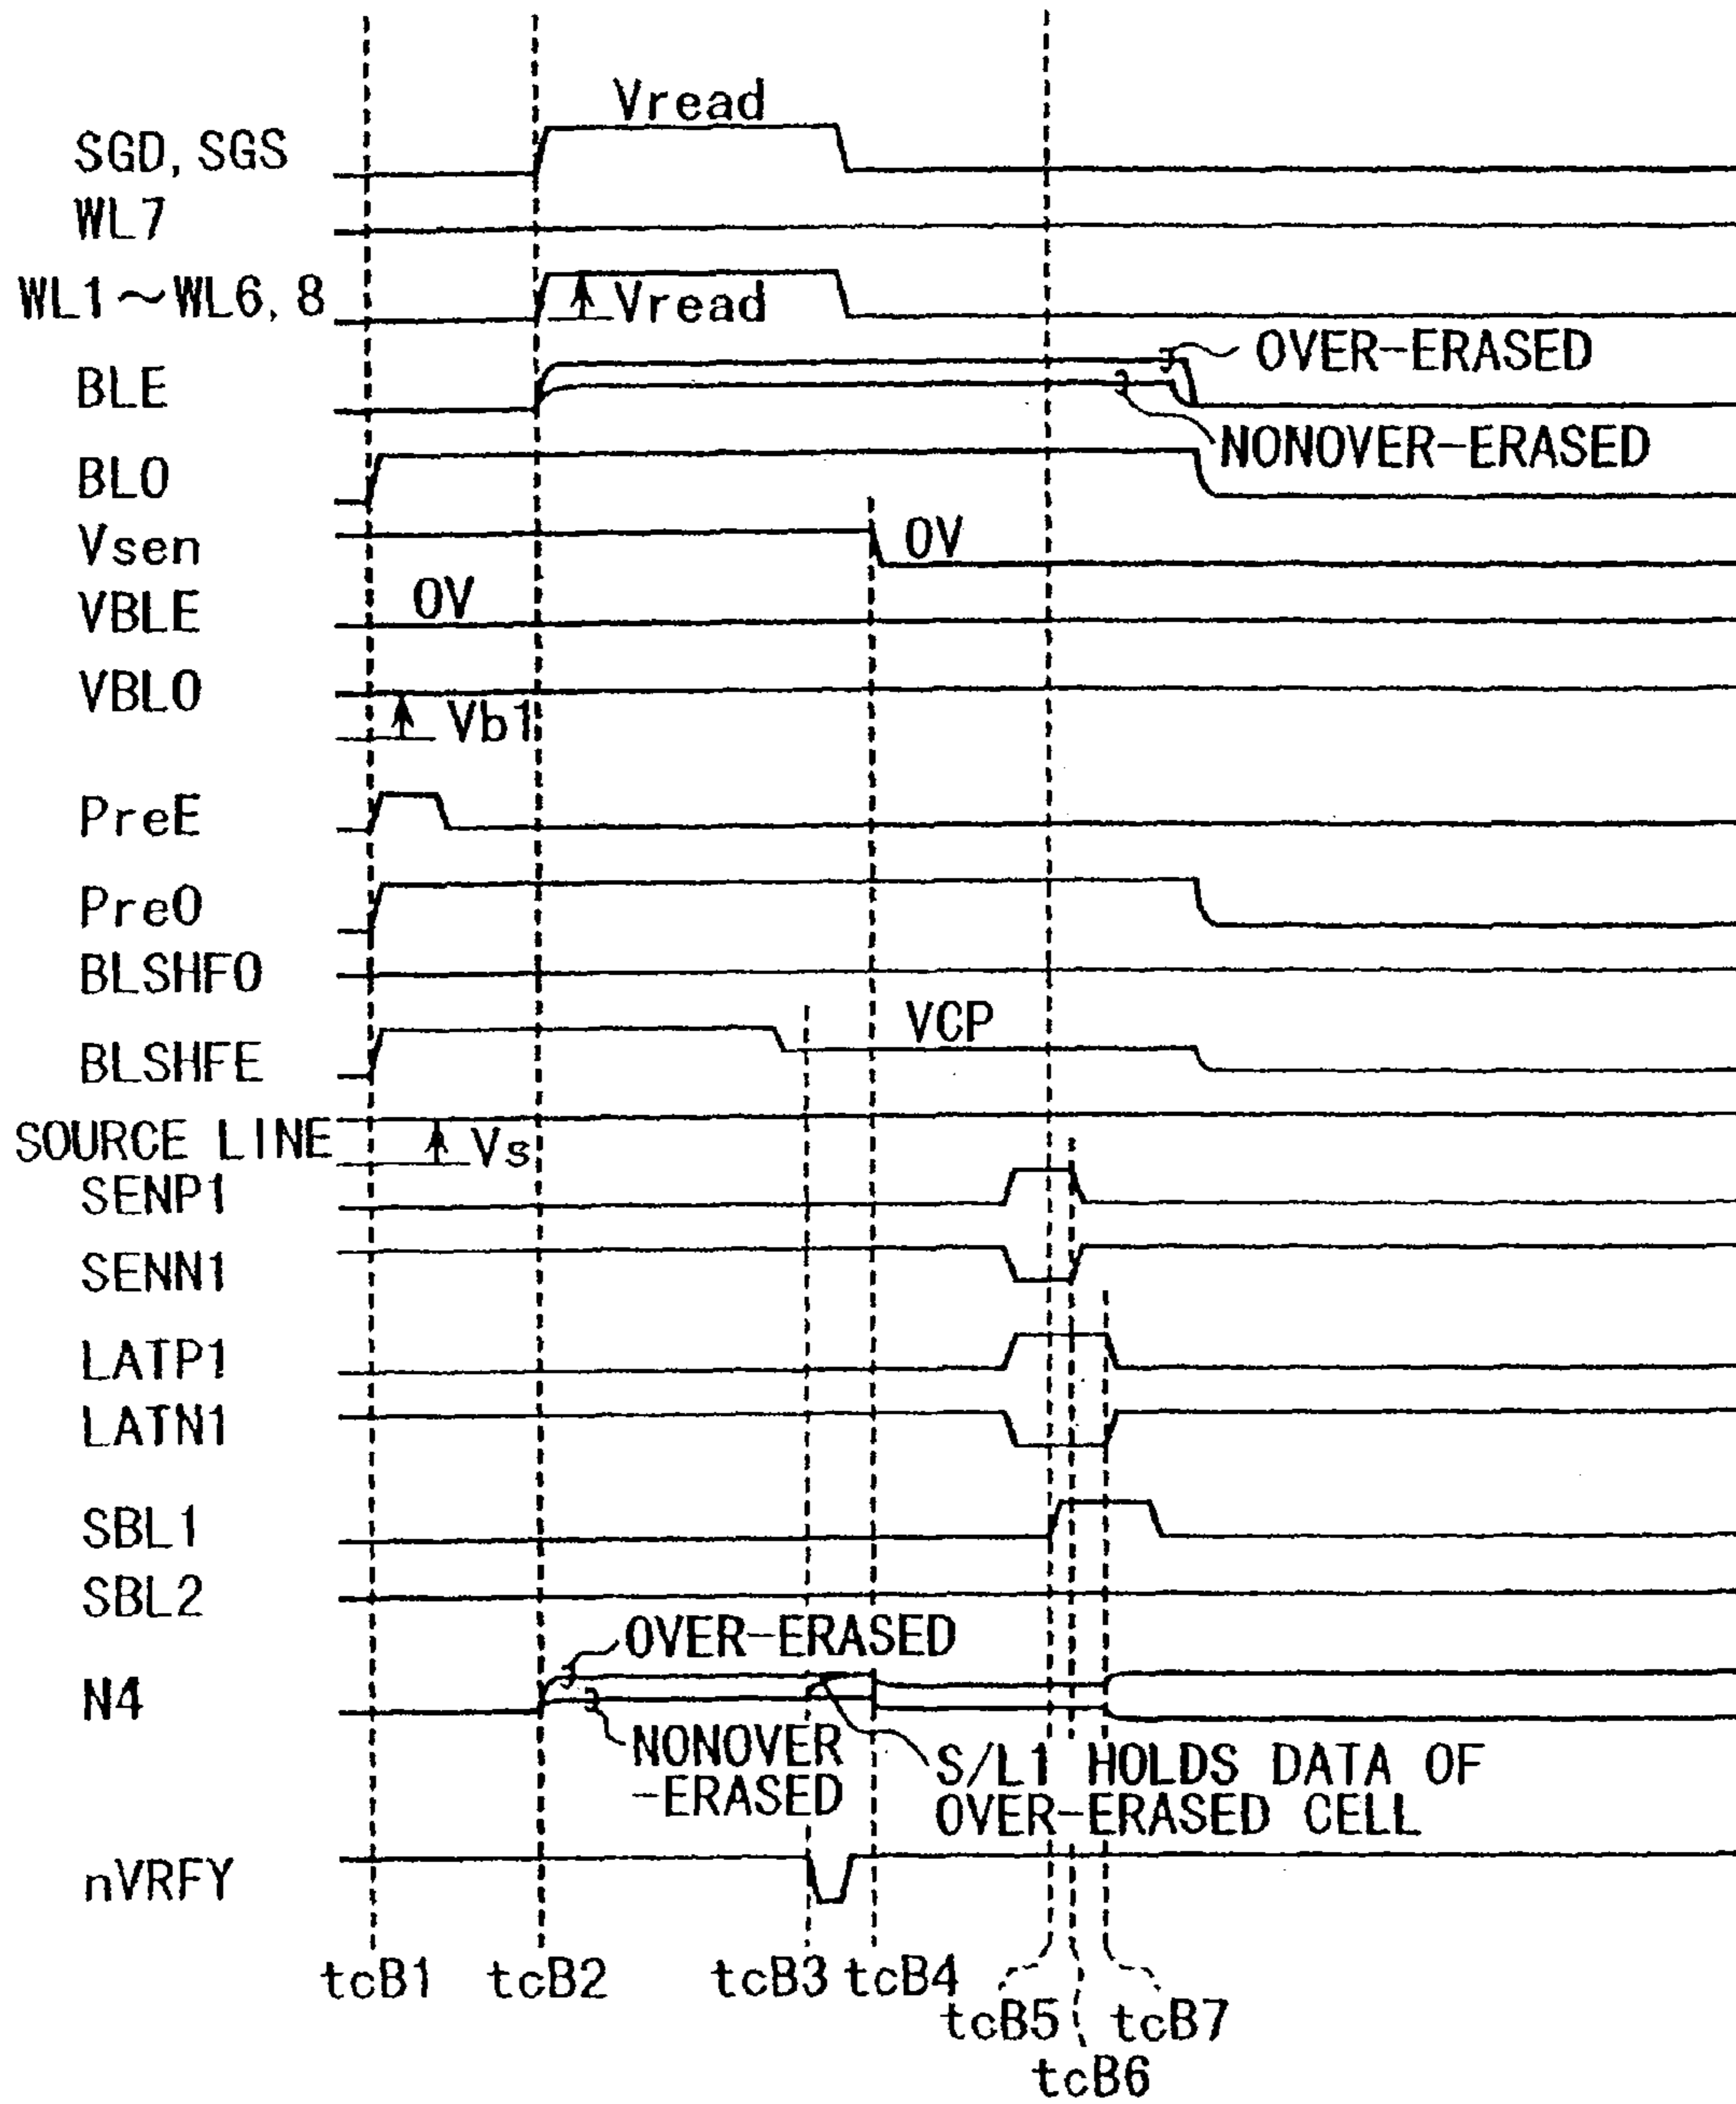 Vread
SGD, SGS
WL7
WL1～WL6, 8
Vread
OVER-ERASED
BLE
NONOVER-ERASED
BLO
Vsen
0V
VBLE
0V
VBLO
Vb1
PreE
PreO
BLSHFO
BLSHFE
VCP
SOURCE LINE
Vs
SENP1
SENN1
LATP1
LATN1
SBL1
SBL2
OVER-ERASED
N4
NONOVER
-ERASED
S/L1 HOLDS DATA OF
OVER-ERASED CELL
nVRFY
tcB1
tcB2
tcB3
tcB4
tcB5
tcB7
tcB6